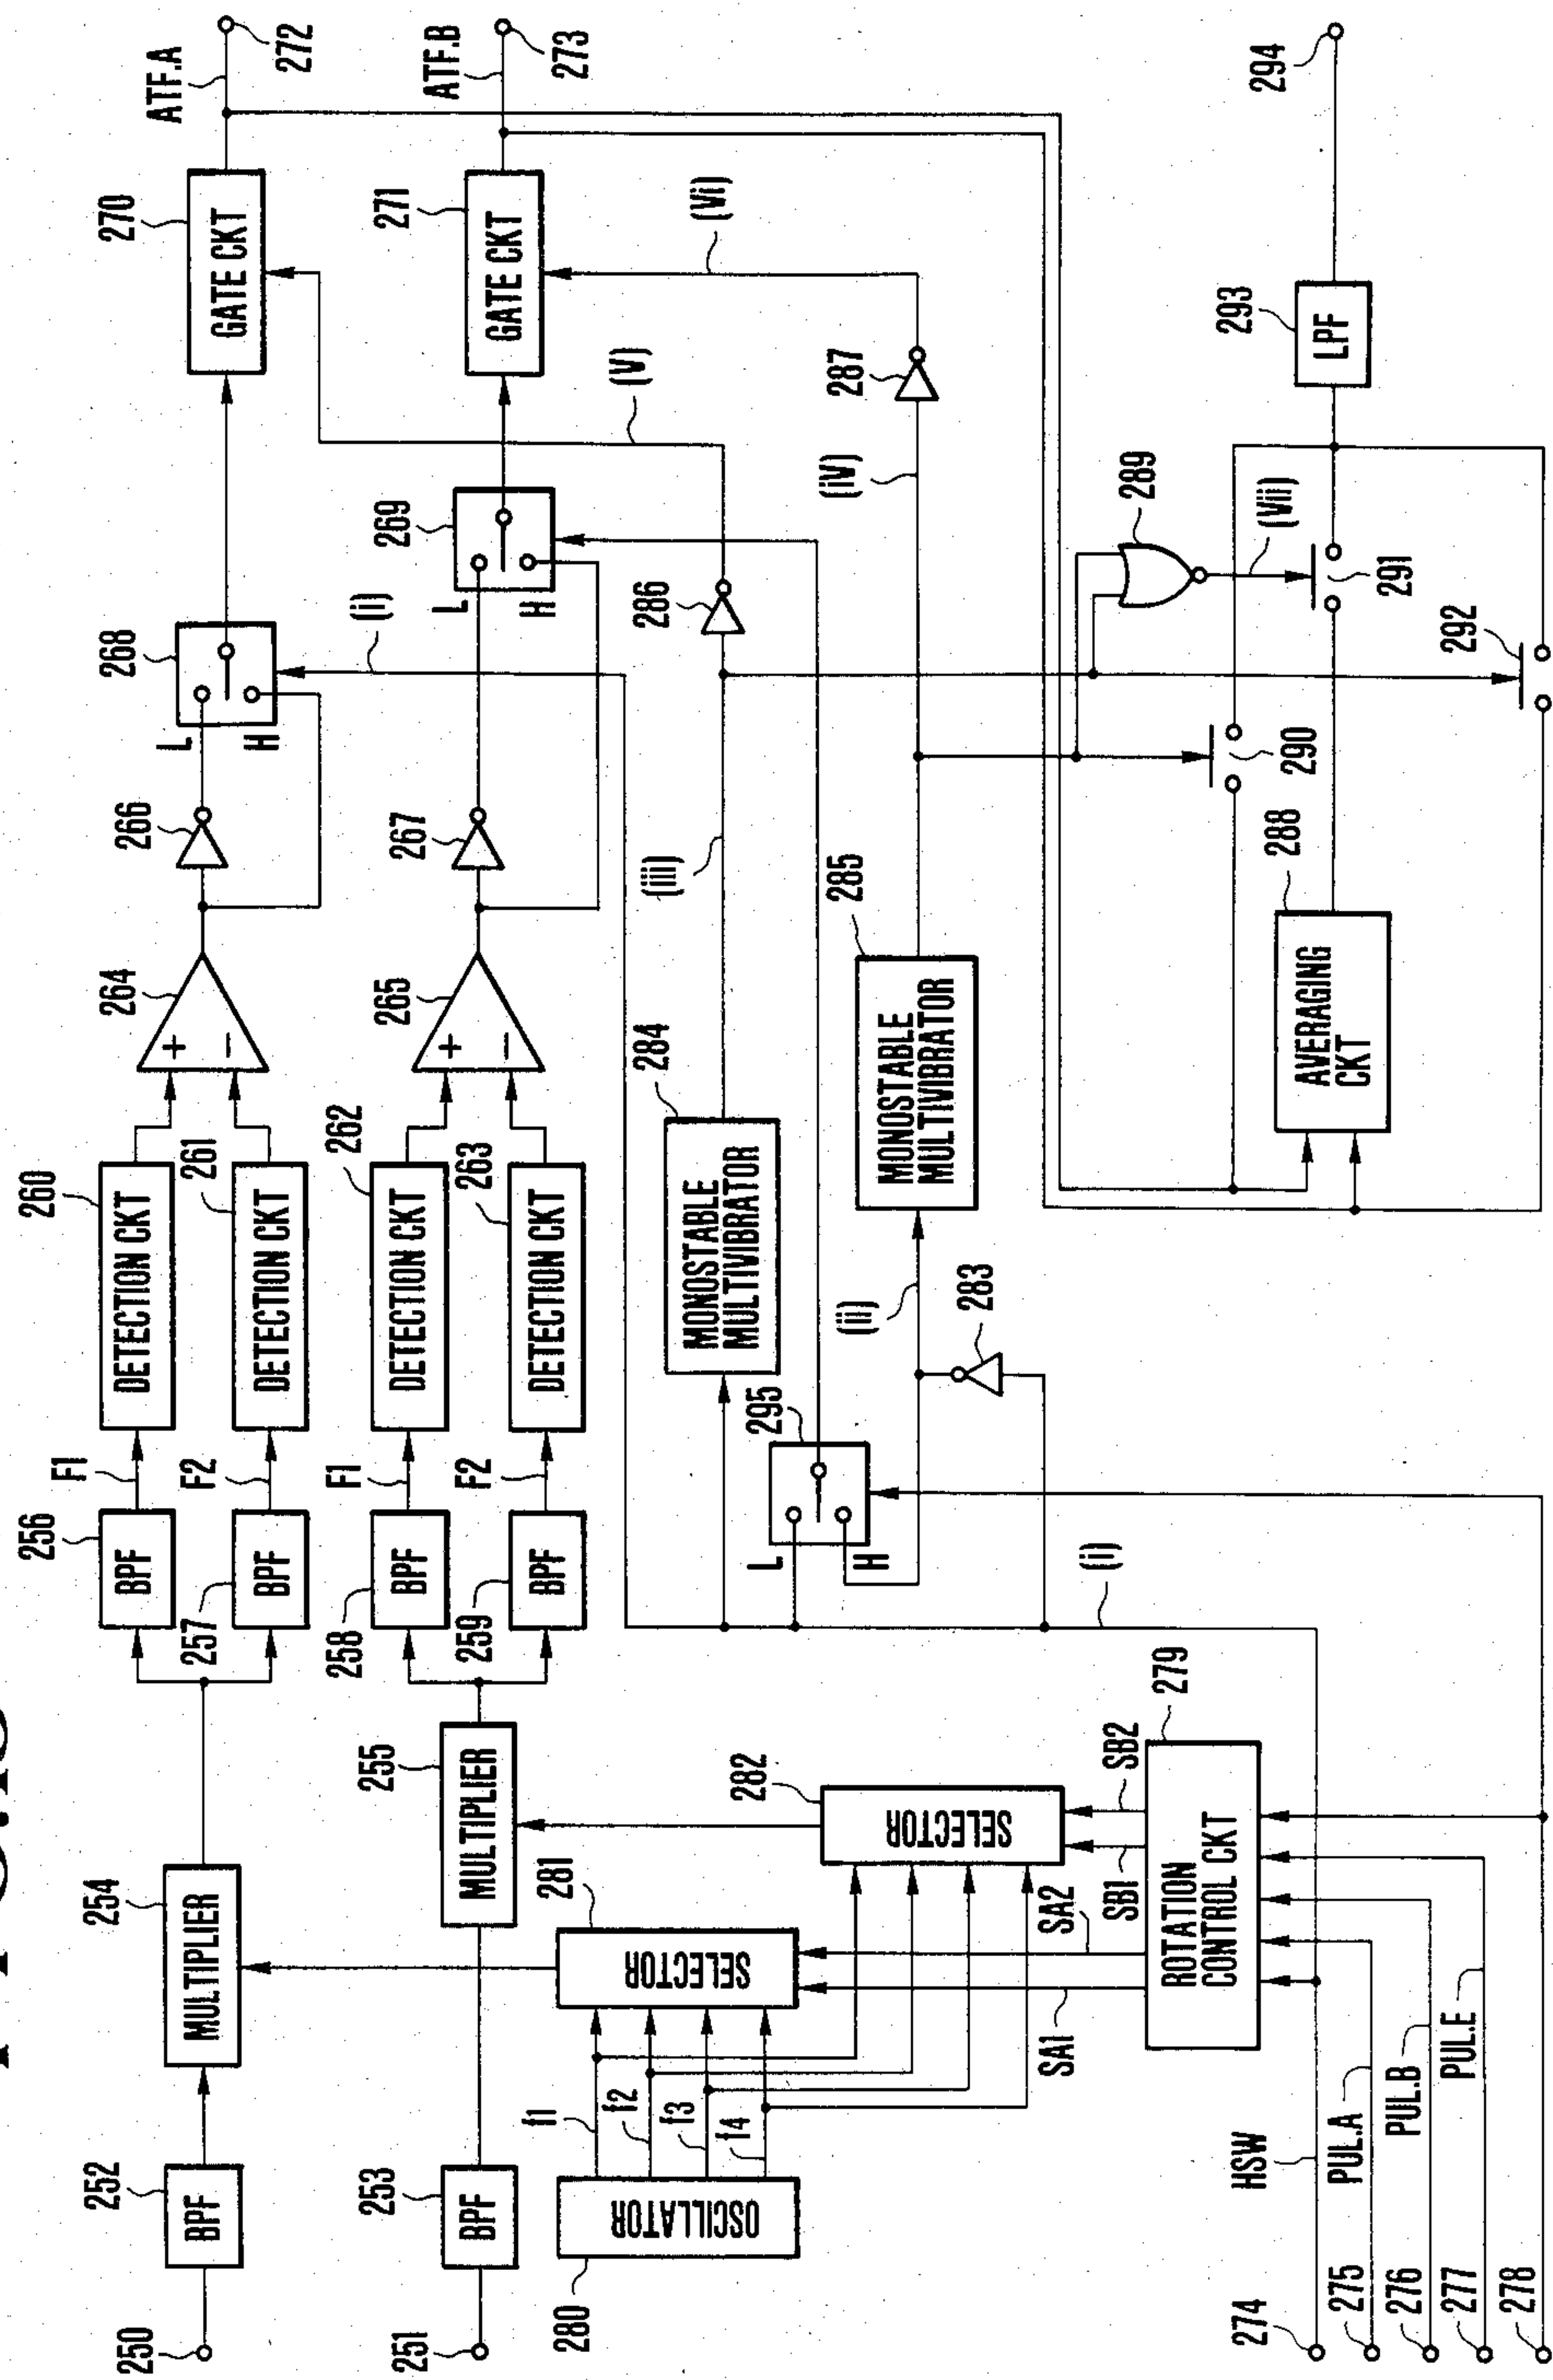 250
252
BPF
254
MULTIPLIER
256
BPF
F1
260
DETECTION CKT
257
BPF
F2
261
DETECTION CKT
264
+
−
266
L
H
268
(i)
270
GATE CKT
ATF.A
272
251
253
BPF
255
MULTIPLIER
258
BPF
F1
262
DETECTION CKT
259
BPF
F2
263
DETECTION CKT
265
+
−
267
L
H
269
271
GATE CKT
ATF.B
273
280
OSCILLATOR
f1
f2
f3
f4
281
SELECTOR
282
SELECTOR
SA1
SA2
SB1
SB2
279
ROTATION
CONTROL CKT
284
MONOSTABLE
MULTIVIBRATOR
(iii)
286
(V)
295
L
H
(ii)
283
285
MONOSTABLE
MULTIVIBRATOR
(iV)
287
(Vi)
(i)
288
AVERAGING
CKT
290
289
(Vii)
291
292
293
LPF
294
274
HSW
275
PUL.A
276
PUL.B
277
PUL.E
278